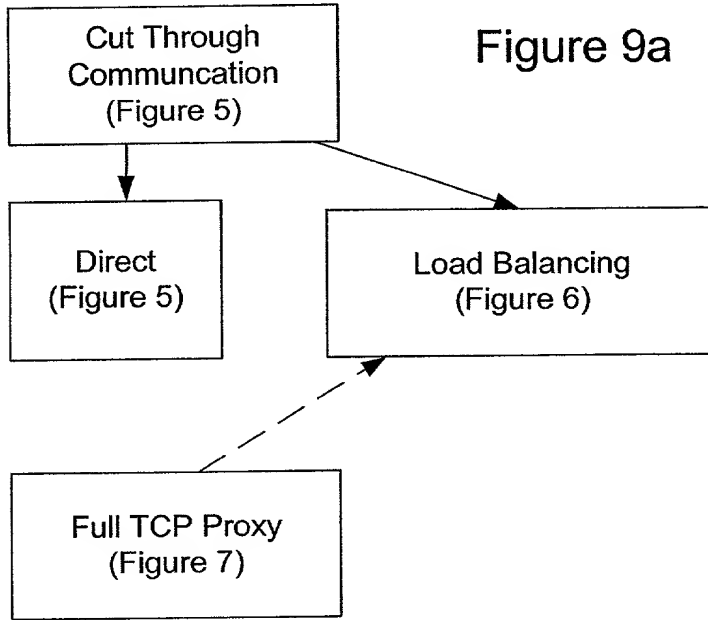 Cut Through
Communcation
(Figure 5)
Figure 9a
Direct
(Figure 5)
Load Balancing
(Figure 6)
Full TCP Proxy
(Figure 7)